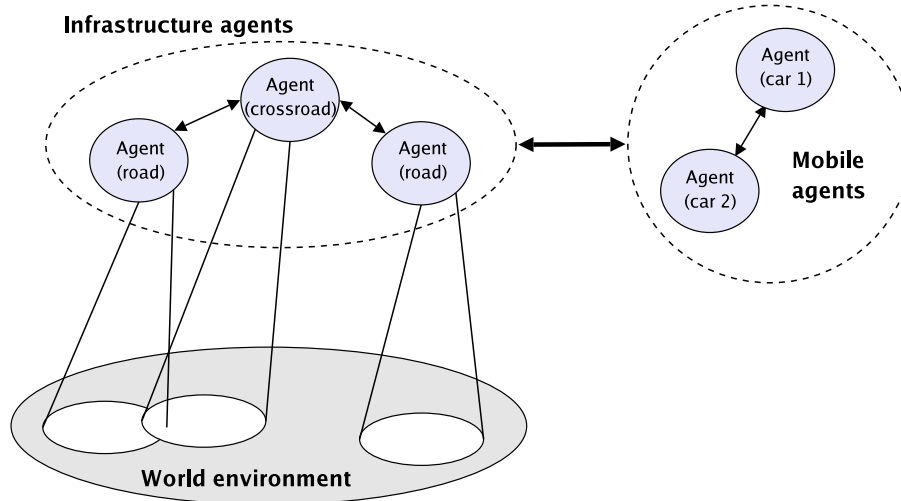 Infrastructure agents
Agent
(crossroad)
Agent
(road)
Agent
(road)
Agent
(car 1)
Agent
(car 2)
Mobile
agents
World environment